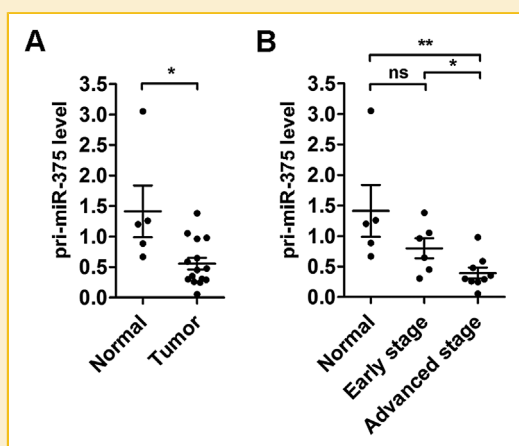 A
pri-miR-375 level
3.5
3.0
2.5
2.0
1.5
1.0
0.5
0.0
*
Normal
Tumor
B
pri-miR-375 level
3.5
3.0
2.5
2.0
1.5
1.0
0.5
0.0
**
ns
*
Normal
Early stage
Advanced stage